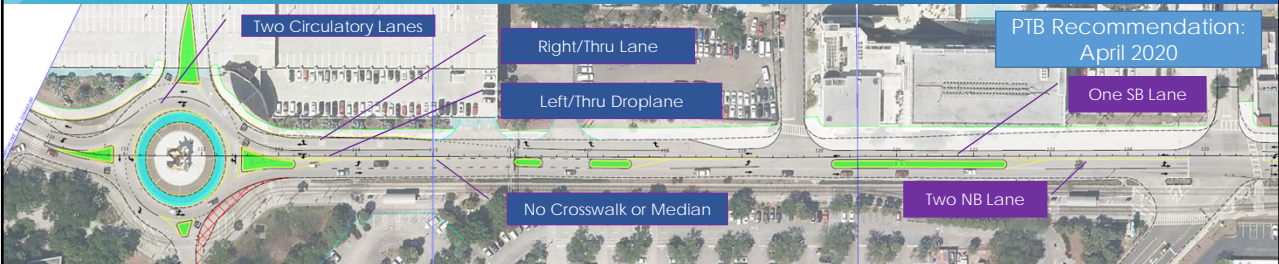 Two Circulatory Lanes
Right/Thru Lane
Left/Thru Droplane
No Crosswalk or Median
PTB Recommendation:
April 2020
One SB Lane
Two NB Lane